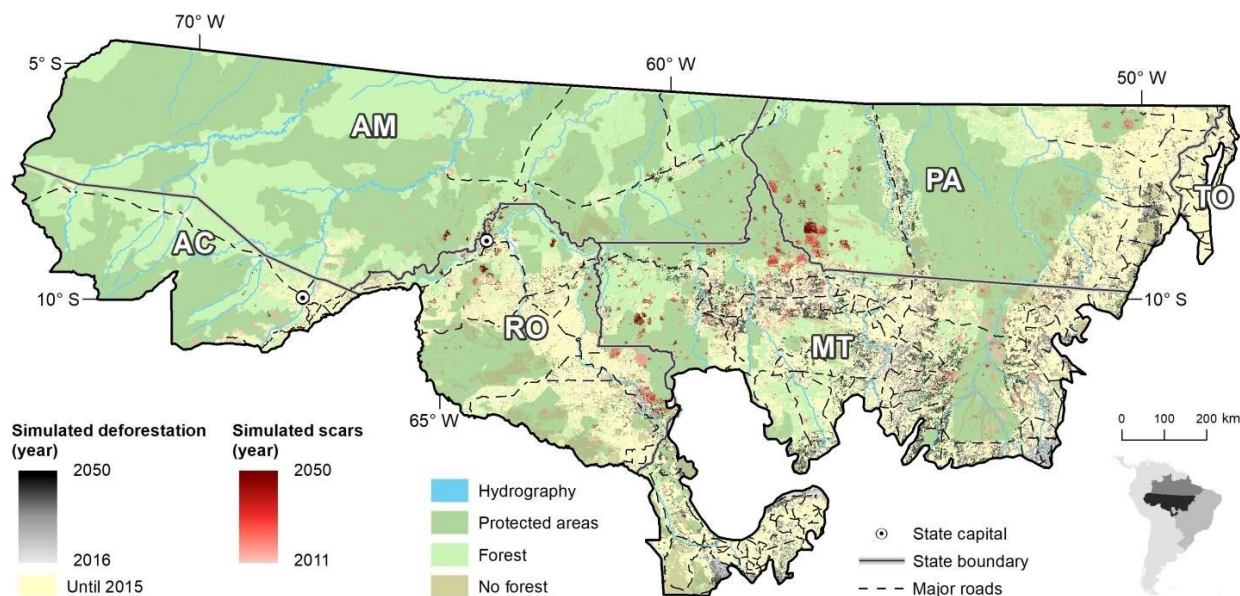 70° W
60° W
50° W
5° S
AM
PA
TO
AC
10° S
10° S
RO
MT
65° W
Simulated deforestation
(year)
2050
2016
Until 2015
Simulated scars
(year)
2050
2011
Hydrography
Protected areas
Forest
No forest
0 100 200 km
State capital
State boundary
Major roads